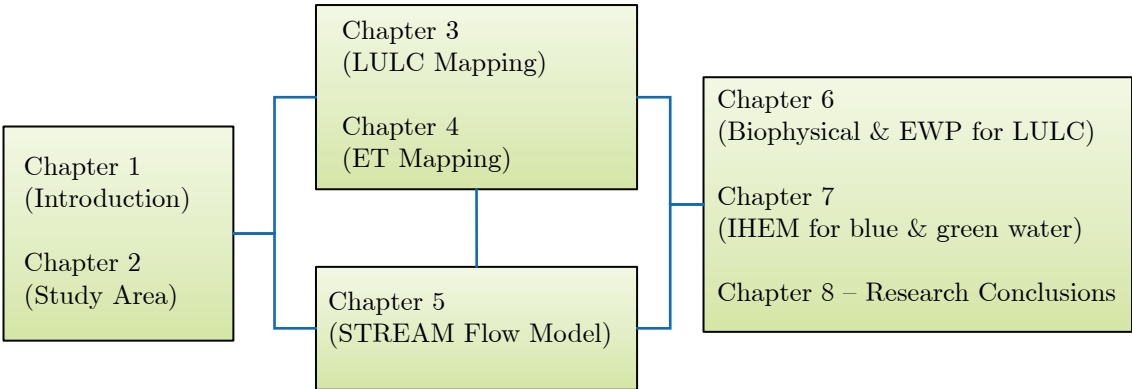 Chapter 1
(Introduction)
Chapter 2
(Study Area)
Chapter 3
(LULC Mapping)
Chapter 4
(ET Mapping)
Chapter 5
(STREAM Flow Model)
Chapter 6
(Biophysical & EWP for LULC)
Chapter 7
(IHEM for blue & green water)
Chapter 8 – Research Conclusions